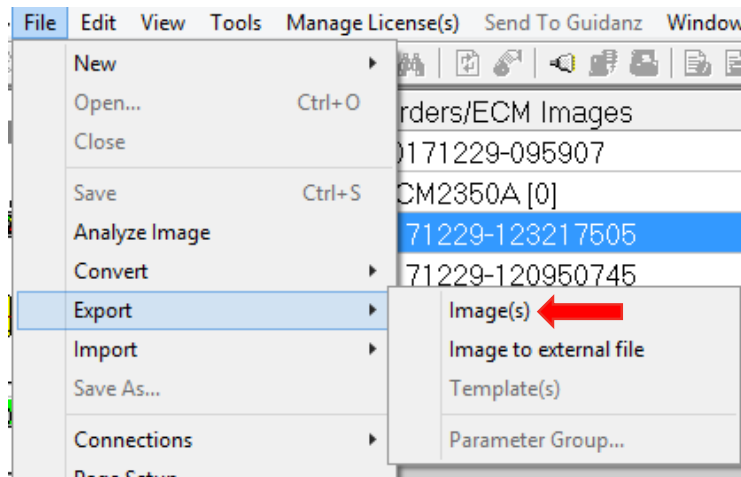 File Edit View Tools Manage License(s) Send To Guidanz Window
New
Open... Ctrl+O
rders/ECM Images
Close
0171229-095907
Save Ctrl+S
CM2350A [0]
Analyze Image
71229-123217505
Convert
71229-120950745
Export
Image(s)
Import
Image to external file
Save As...
Template(s)
Connections
Parameter Group...